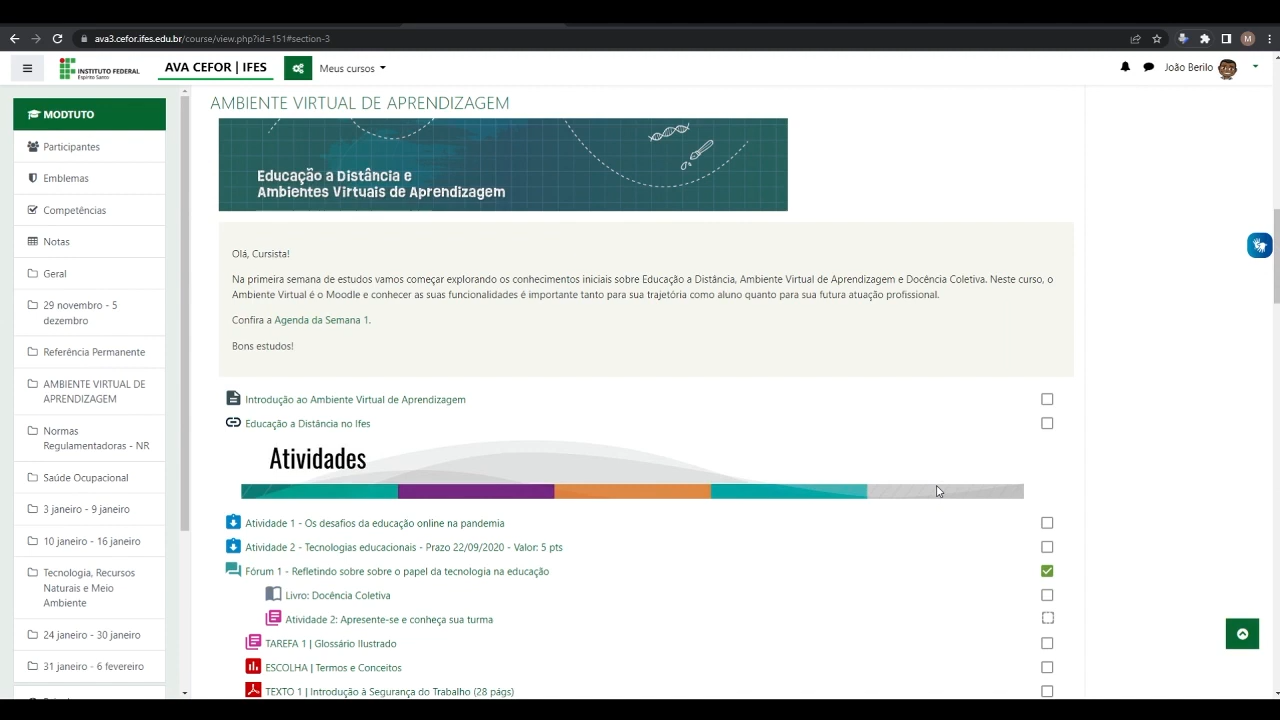 ava3.cefor.ifes.edu.br/course/view.php?id=151#section-3
M
INSTITUTO FEDERAL
Espírito Santo
AVA CEFOR | IFES
Meus cursos
João Berilo
MODTUTO
Participantes
Emblemas
Competências
Notas
Geral
29 novembro - 5
dezembro
Referência Permanente
AMBIENTE VIRTUAL DE
APRENDIZAGEM
Normas
Regulamentadoras - NR
Saúde Ocupacional
3 janeiro - 9 janeiro
10 janeiro - 16 janeiro
Tecnologia, Recursos
Naturais e Meio
Ambiente
24 janeiro - 30 janeiro
31 janeiro - 6 fevereiro
AMBIENTE VIRTUAL DE APRENDIZAGEM
Educação a Distância e
Ambientes Virtuais de Aprendizagem
Olá, Cursista!
Na primeira semana de estudos vamos começar explorando os conhecimentos iniciais sobre Educação a Distância, Ambiente Virtual de Aprendizagem e Docência Coletiva. Neste curso, o
Ambiente Virtual é o Moodle e conhecer as suas funcionalidades é importante tanto para sua trajetória como aluno quanto para sua futura atuação profissional.
Confira a Agenda da Semana 1.
Bons estudos!
Introdução ao Ambiente Virtual de Aprendizagem
Educação a Distância no Ifes
Atividades
Atividade 1 - Os desafios da educação online na pandemia
Atividade 2 - Tecnologias educacionais - Prazo 22/09/2020 - Valor: 5 pts
Fórum 1 - Refletindo sobre sobre o papel da tecnologia na educação
Livro: Docência Coletiva
Atividade 2: Apresente-se e conheça sua turma
TAREFA 1 | Glossário Ilustrado
ESCOLHA | Termos e Conceitos
TEXTO 1 | Introdução à Segurança do Trabalho (28 págs)